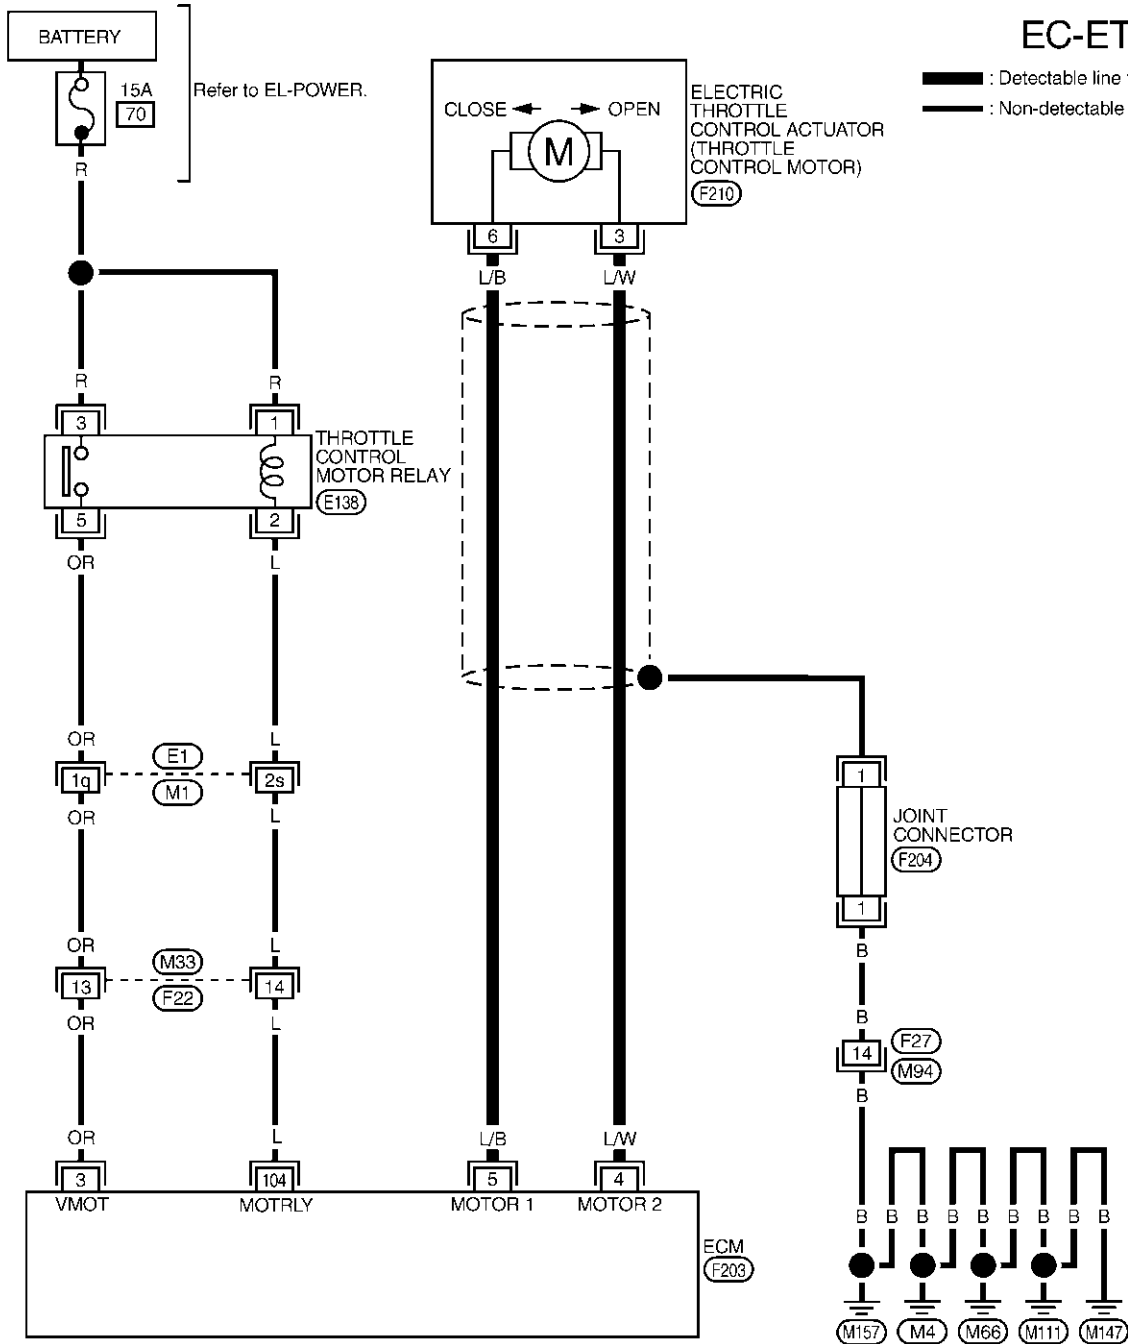 BATTERY
15A
70
Refer to EL-POWER.
R
EC-ET
: Detectable line
: Non-detectable
CLOSE OPEN
M
ELECTRIC
THROTTLE
CONTROL ACTUATOR
(THROTTLE
CONTROL MOTOR)
F210
6 3
L/B L/W
R R
3 1
THROTTLE
CONTROL
MOTOR RELAY
E138
5 2
OR L
OR L
1q E1 M1 2s
OR L
OR L
13 M33 F22 14
OR L
1
JOINT
CONNECTOR
F204
1
B
B
14
F27
M94
B
OR L L/B L/W
3 104 5 4
VMOT MOTRLY MOTOR 1 MOTOR 2
ECM
F203
B B B B B B B B B
M157 M4 M66 M111 M147